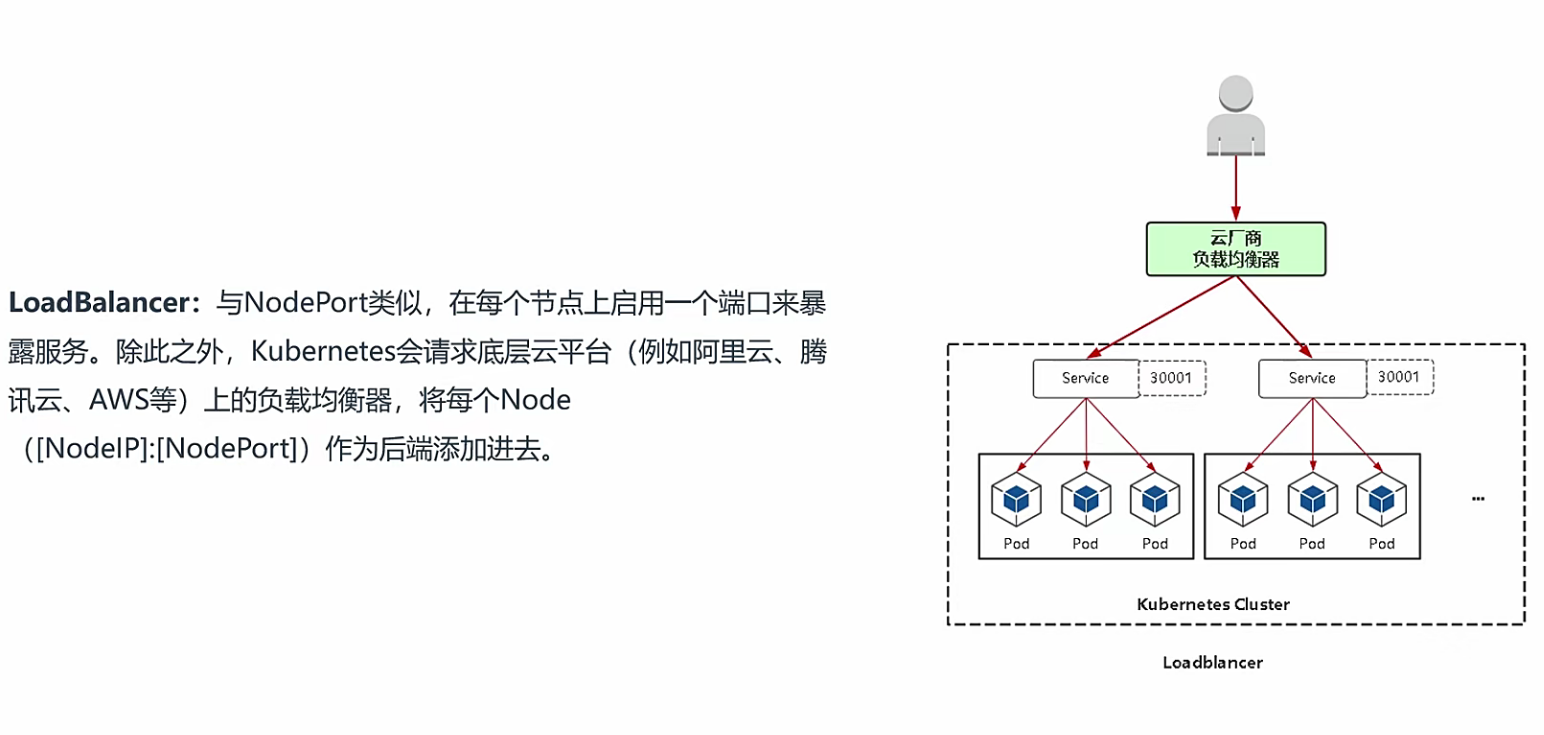 LoadBalancer：与NodePort类似，在每个节点上启用一个端口来暴
露服务。除此之外，Kubernetes会请求底层云平台（例如阿里云、腾
讯云、AWS等）上的负载均衡器，将每个Node
（[NodeIP]:[NodePort]）作为后端添加进去。
云厂商
负载均衡器
Service
30001
Service
30001
Pod
Pod
Pod
Pod
Pod
Pod
...
Kubernetes Cluster
Loadblancer